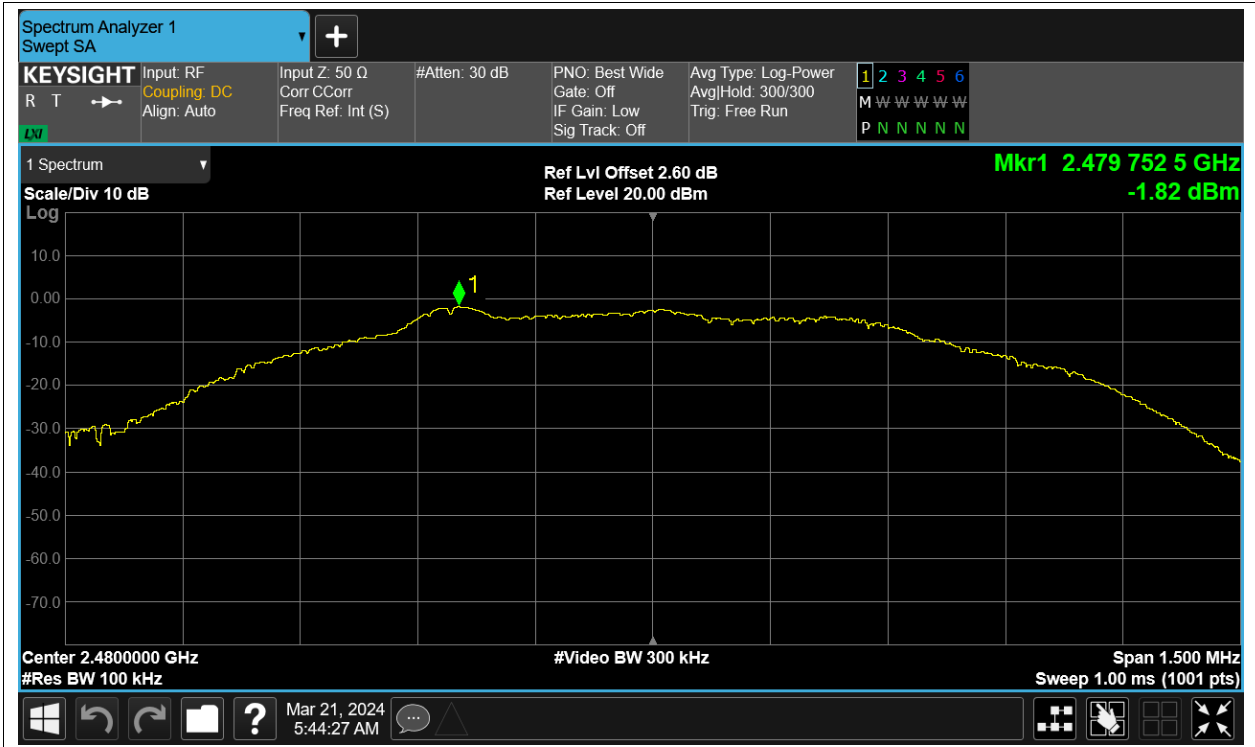 Spectrum Analyzer 1
Swept SA
+
KEYSIGHT
R T
LXI
Input: RF
Coupling: DC
Align: Auto
Input Z: 50 Ω
Corr CCorr
Freq Ref: Int (S)
#Atten: 30 dB
PNO: Best Wide
Gate: Off
IF Gain: Low
Sig Track: Off
Avg Type: Log-Power
Avg|Hold: 300/300
Trig: Free Run
1 2 3 4 5 6
M W W W W W
P N N N N N
1 Spectrum
Scale/Div 10 dB
Log
Ref Lvl Offset 2.60 dB
Ref Level 20.00 dBm
Mkr1 2.479 752 5 GHz
-1.82 dBm
10.0
0.00
-10.0
-20.0
-30.0
-40.0
-50.0
-60.0
-70.0
1
Center 2.4800000 GHz
#Res BW 100 kHz
#Video BW 300 kHz
Span 1.500 MHz
Sweep 1.00 ms (1001 pts)
?
Mar 21, 2024
5:44:27 AM